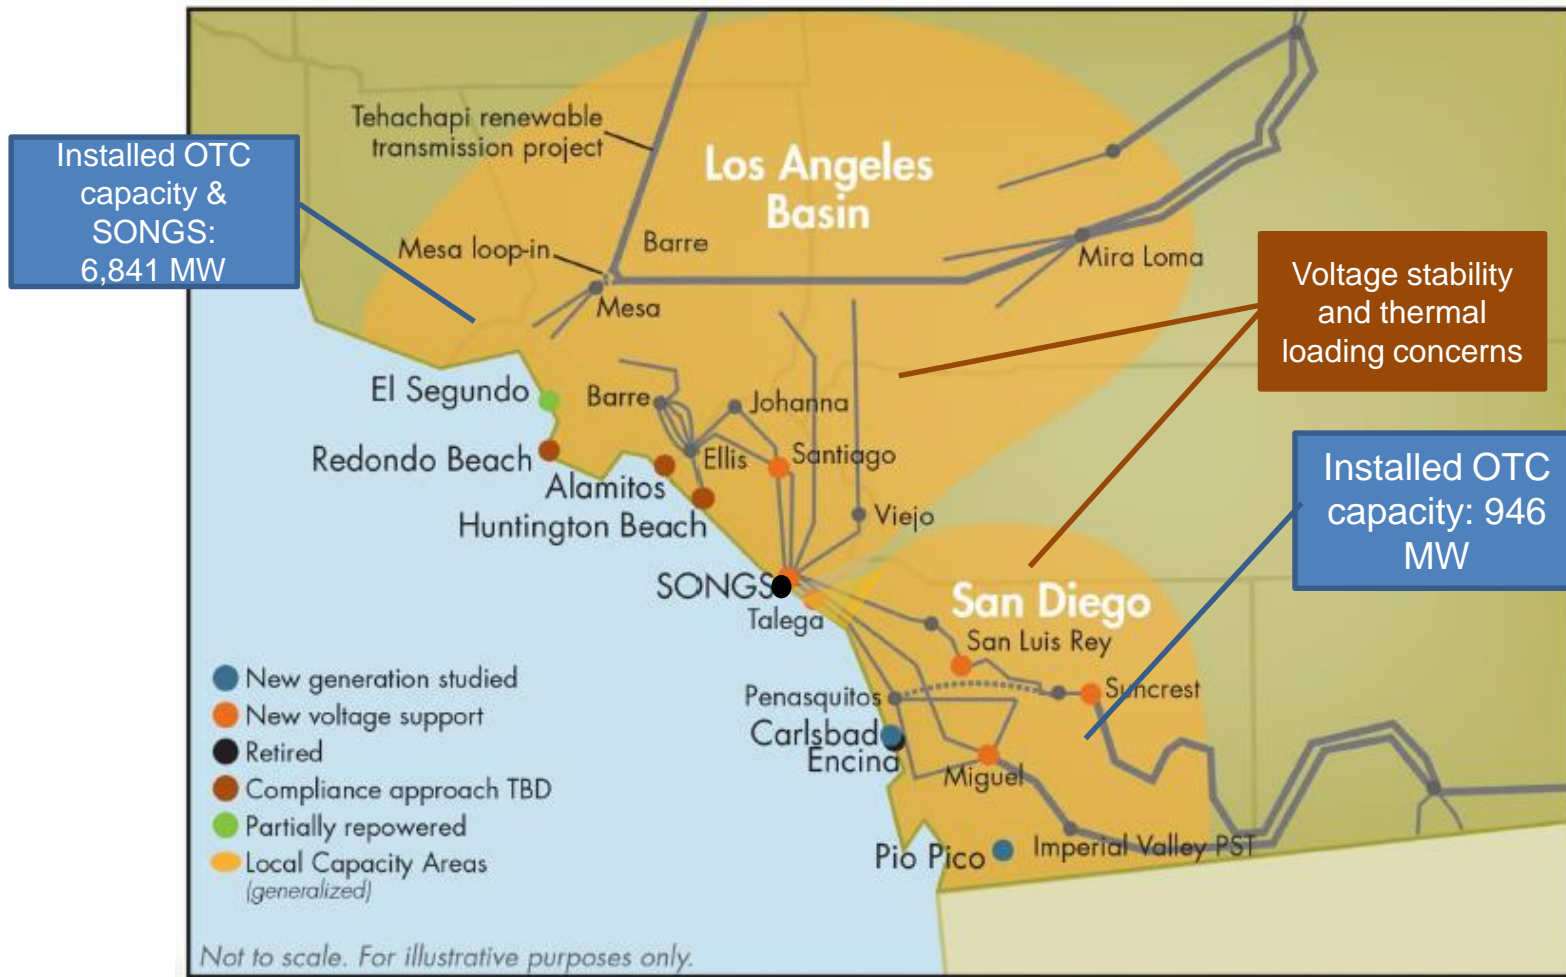 Tehachapi renewable
transmission project
Installed OTC
capacity &
SONGS:
6,841 MW
Los Angeles
Basin
Mesa loop-in
Barre
Mira Loma
Mesa
Voltage stability
and thermal
loading concerns
El Segundo
Barre
Johanna
Redondo Beach
Ellis
Santiago
Alamitos
Huntington Beach
Viejo
Installed OTC
capacity: 946
MW
SONGS
Talega
San Diego
San Luis Rey
Penasquitos
Suncrest
Carlsbad
Encina
Miguel
Pio Pico
Imperial Valley PST
New generation studied
New voltage support
Retired
Compliance approach TBD
Partially repowered
Local Capacity Areas
(generalized)
Not to scale. For illustrative purposes only.